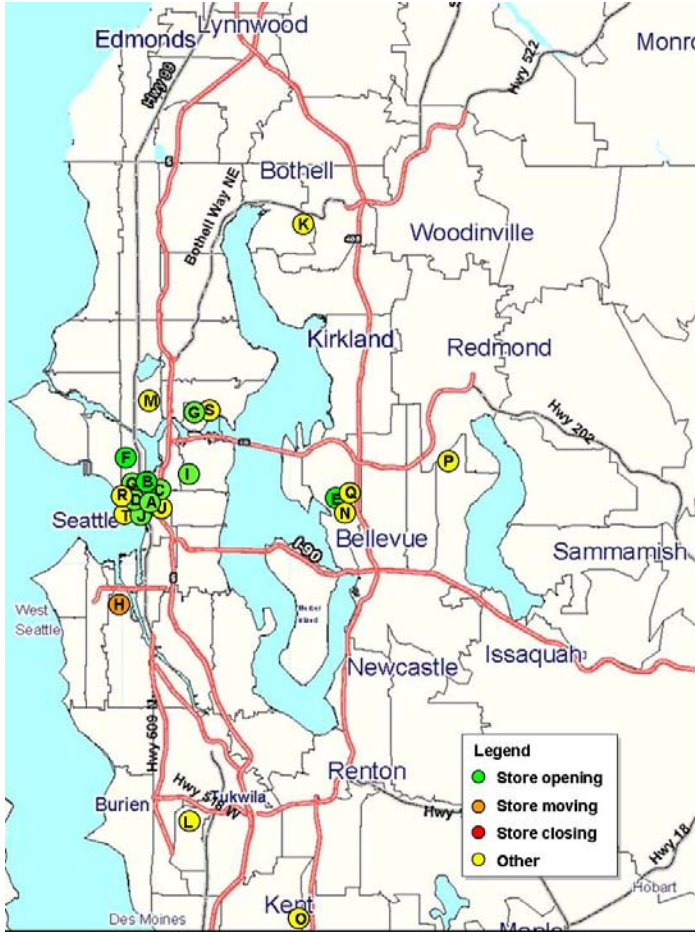 Edmonds
Lynnwood
Monro
Hwy 99
Hwy 522
Bothell
Bothell Way NE
K
405
Woodinville
Kirkland
Redmond
M
G
S
Hwy 202
F
I
P
B
C
R
D
A
E
Q
T
J
U
N
Seattle
Bellevue
I-90
Sammamish
H
West
Seattle
Issaquah
Newcastle
Hwy 509 N
Legend
Store opening
Store moving
Store closing
Other
Renton
Burien
Hwy 518 W
Tukwila
Hwy
L
Hwy 18
Hobart
Kent
O
Des Moines
Maple